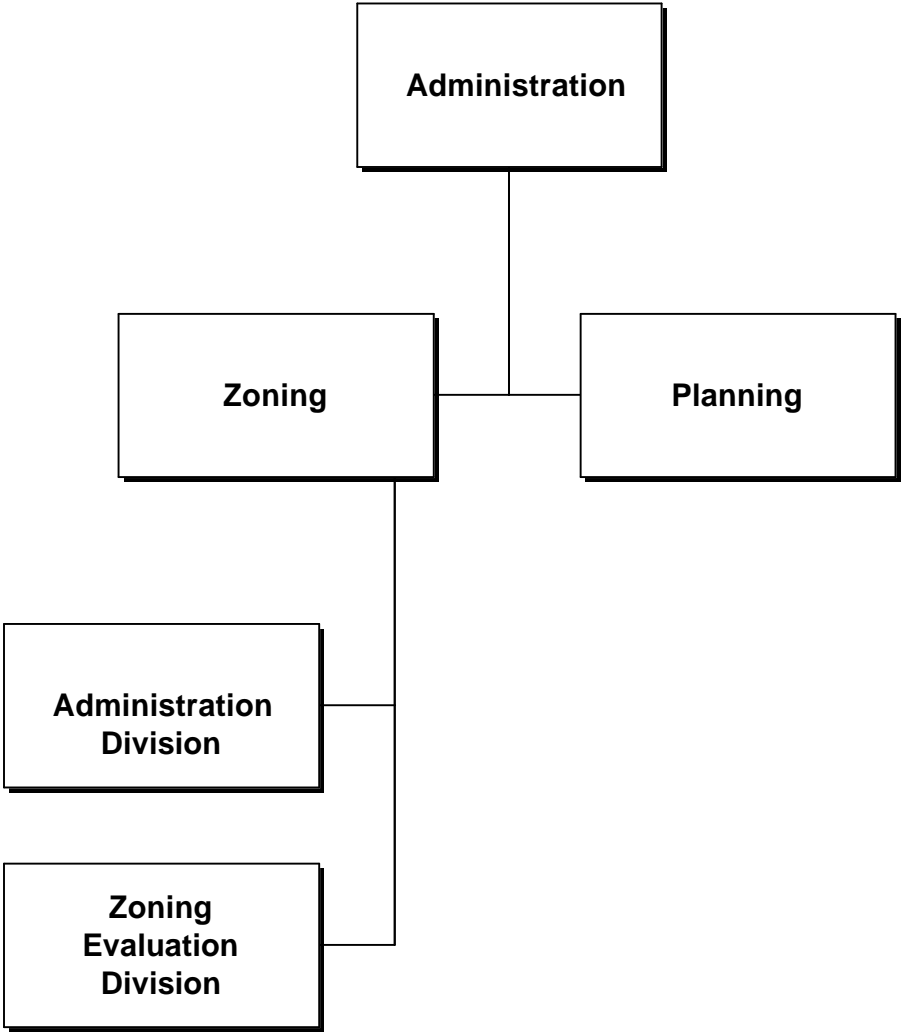 Administration
Zoning
Planning
Administration
Division
Zoning
Evaluation
Division